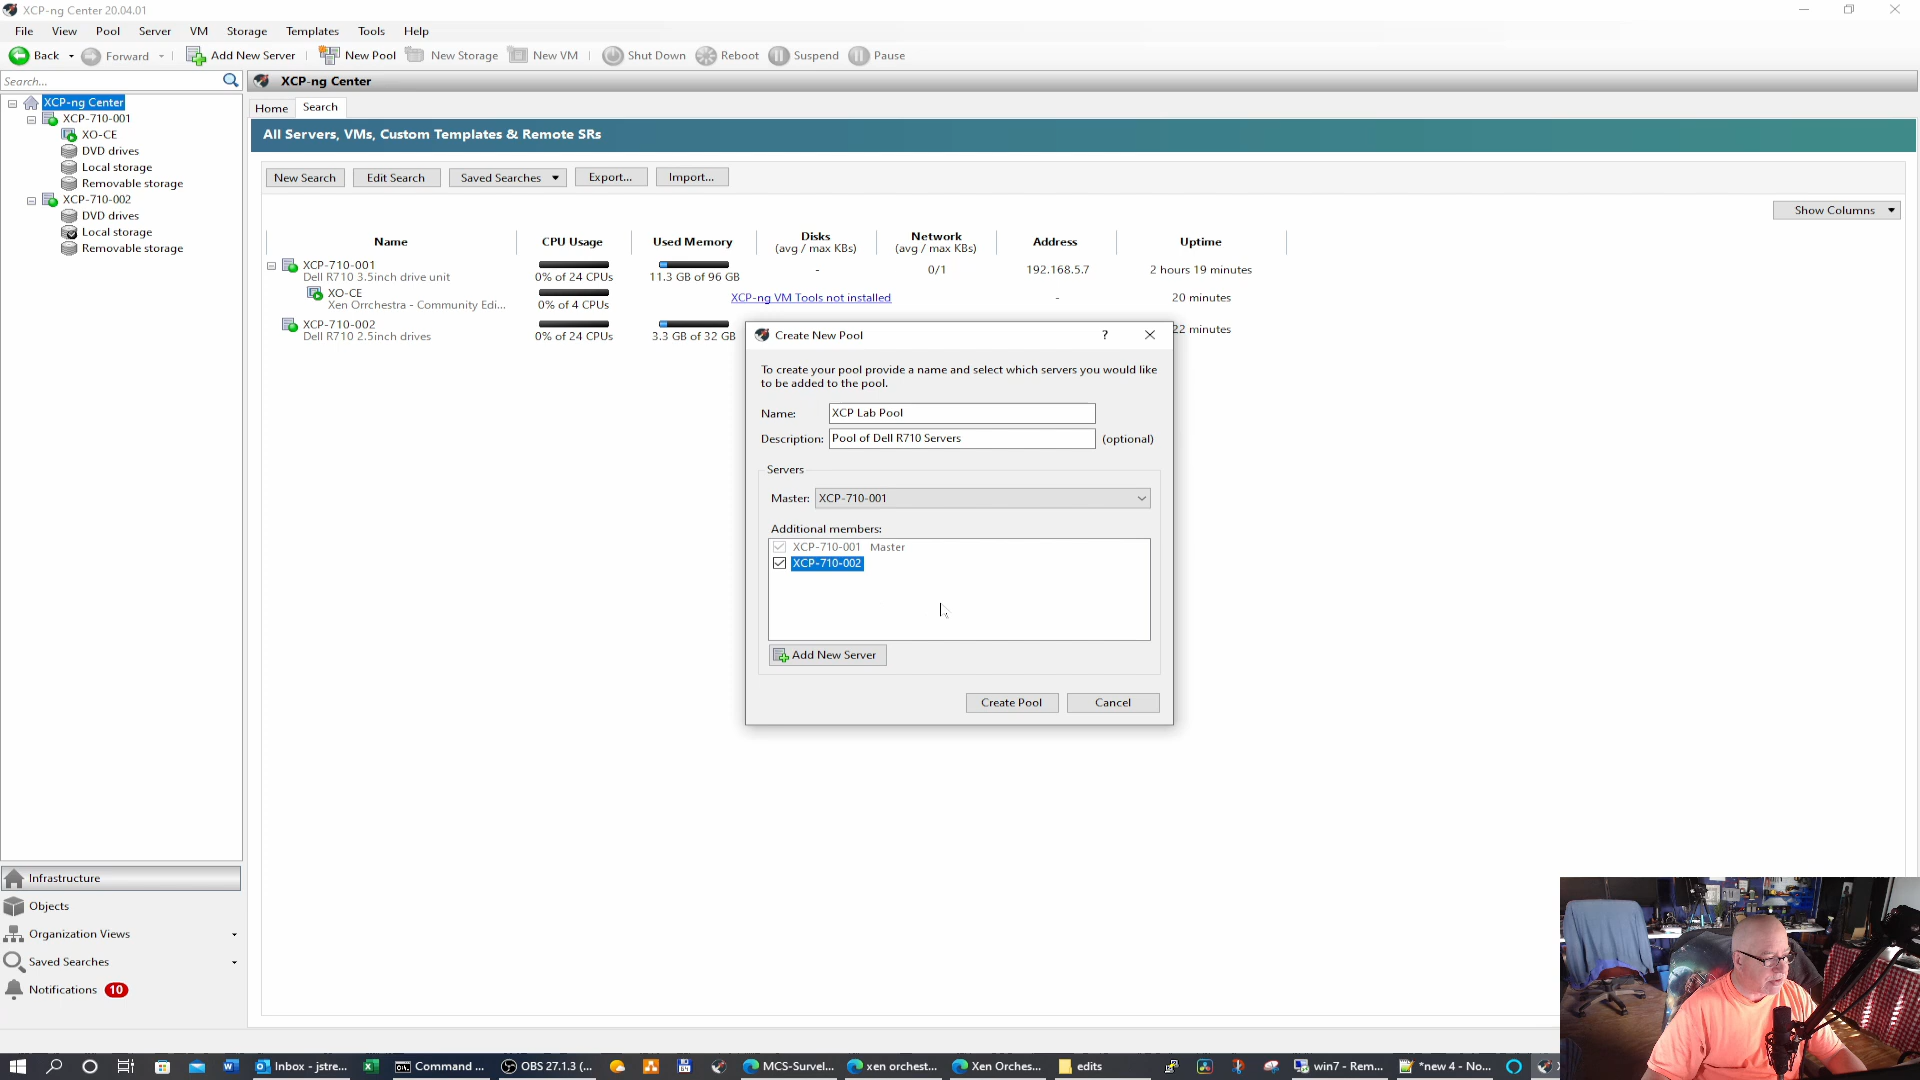 XCP-ng Center 20.04.01
File View Pool Server VM Storage Templates Tools Help
Back Forward Add New Server New Pool New Storage New VM Shut Down Reboot Suspend Pause
Search...
XCP-ng Center
XCP-ng Center
XCP-710-001
XO-CE
DVD drives
Local storage
Removable storage
XCP-710-002
DVD drives
Local storage
Removable storage
Home Search
All Servers, VMs, Custom Templates & Remote SRs
New Search Edit Search Saved Searches Export... Import...
Show Columns
Name CPU Usage Used Memory Disks (avg / max KBs) Network (avg / max KBs) Address Uptime
XCP-710-001
Dell R710 3.5inch drive unit 0% of 24 CPUs 11.3 GB of 96 GB - 0/1 192.168.5.7 2 hours 19 minutes
XO-CE
Xen Orrchestra - Community Edi... 0% of 4 CPUs XCP-ng VM Tools not installed - 20 minutes
XCP-710-002
Dell R710 2.5inch drives 0% of 24 CPUs 3.3 GB of 32 GB 22 minutes
Create New Pool ?
To create your pool provide a name and select which servers you would like
to be added to the pool.
Name: XCP Lab Pool
Description: Pool of Dell R710 Servers (optional)
Servers
Master: XCP-710-001
Additional members:
XCP-710-001 Master
XCP-710-002
Add New Server
Create Pool Cancel
Infrastructure
Objects
Organization Views
Saved Searches
Notifications 10
Inbox - jstre... Command ... OBS 27.1.3 (... MCS-Survel... xen orchest... Xen Orches... edits win7 - Rem... *new 4 - No...